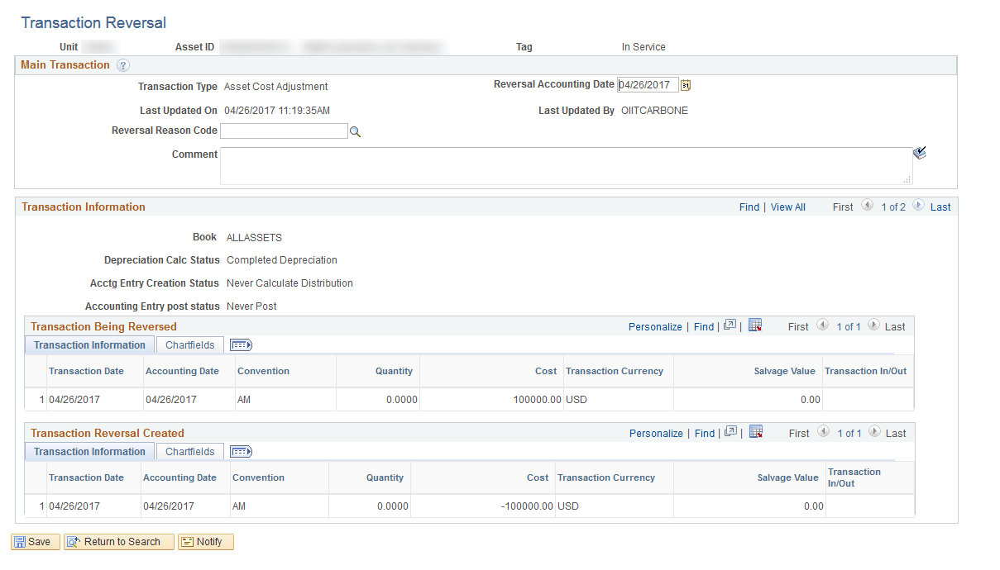 Transaction Reversal
Unit Asset ID Tag In Service
Main Transaction ?
Transaction Type Asset Cost Adjustment Reversal Accounting Date 04/26/2017 31
Last Updated On 04/26/2017 11:19:35AM Last Updated By OIITCARBONE
Reversal Reason Code
Comment
Transaction Information Find | View All First 1 of 2 Last
Book ALLASSETS
Depreciation Calc Status Completed Depreciation
Acctg Entry Creation Status Never Calculate Distribution
Accounting Entry post status Never Post
Transaction Being Reversed Personalize | Find | | First 1 of 1 Last
Transaction Information Chartfields
Transaction Date Accounting Date Convention Quantity Cost Transaction Currency Salvage Value Transaction In/Out
1 04/26/2017 04/26/2017 AM 0.0000 100000.00 USD 0.00
Transaction Reversal Created Personalize | Find | | First 1 of 1 Last
Transaction Information Chartfields
Transaction Date Accounting Date Convention Quantity Cost Transaction Currency Salvage Value Transaction In/Out
1 04/26/2017 04/26/2017 AM 0.0000 -100000.00 USD 0.00
Save Return to Search Notify